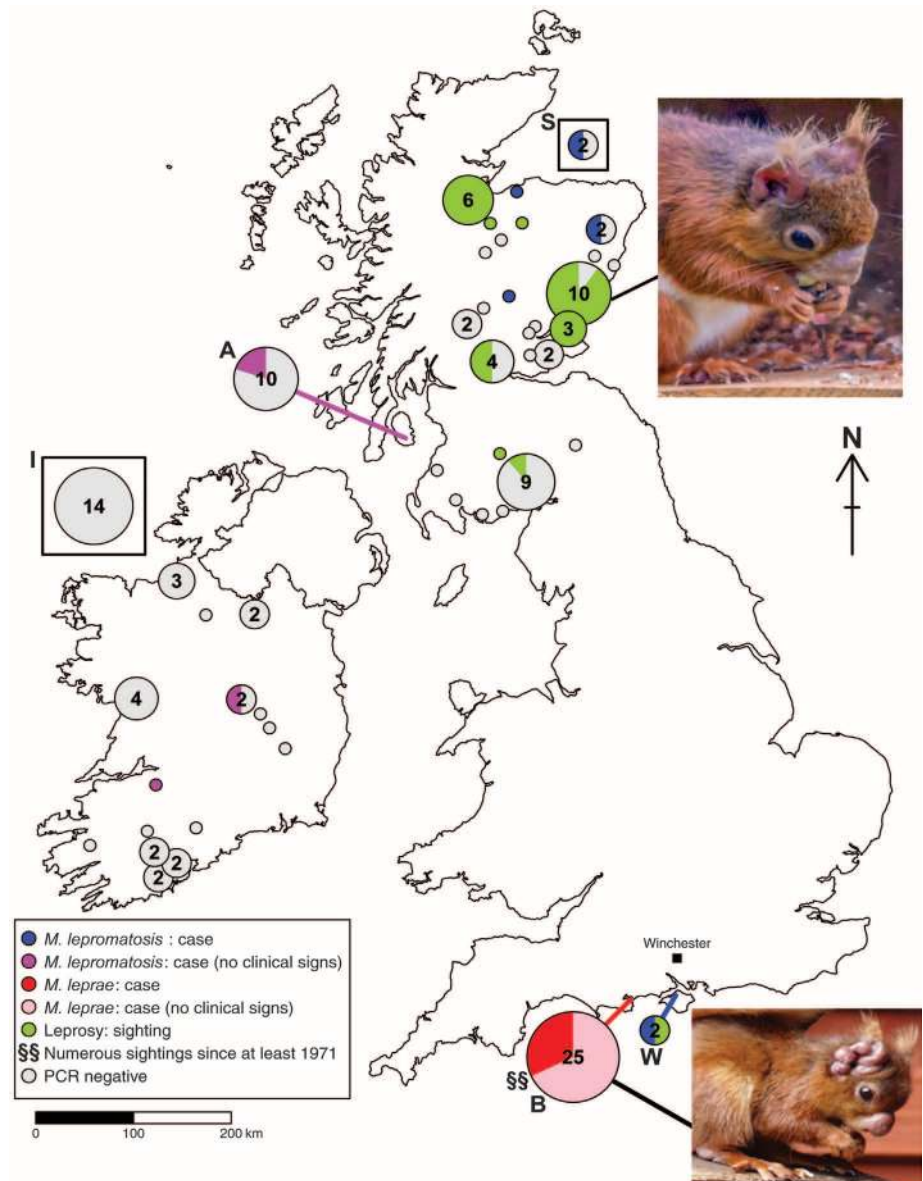 S
2
6
2
10
2
3
A
10
4
2
N
I
9
14
3
2
4
2
2
2
2
M. lepromatosis : case
M. lepromatosis: case (no clinical signs)
M. leprae: case
M. leprae: case (no clinical signs)
Leprosy: sighting
§§ Numerous sightings since at least 1971
PCR negative
0 100 200 km
Winchester
2
W
25
§§
B